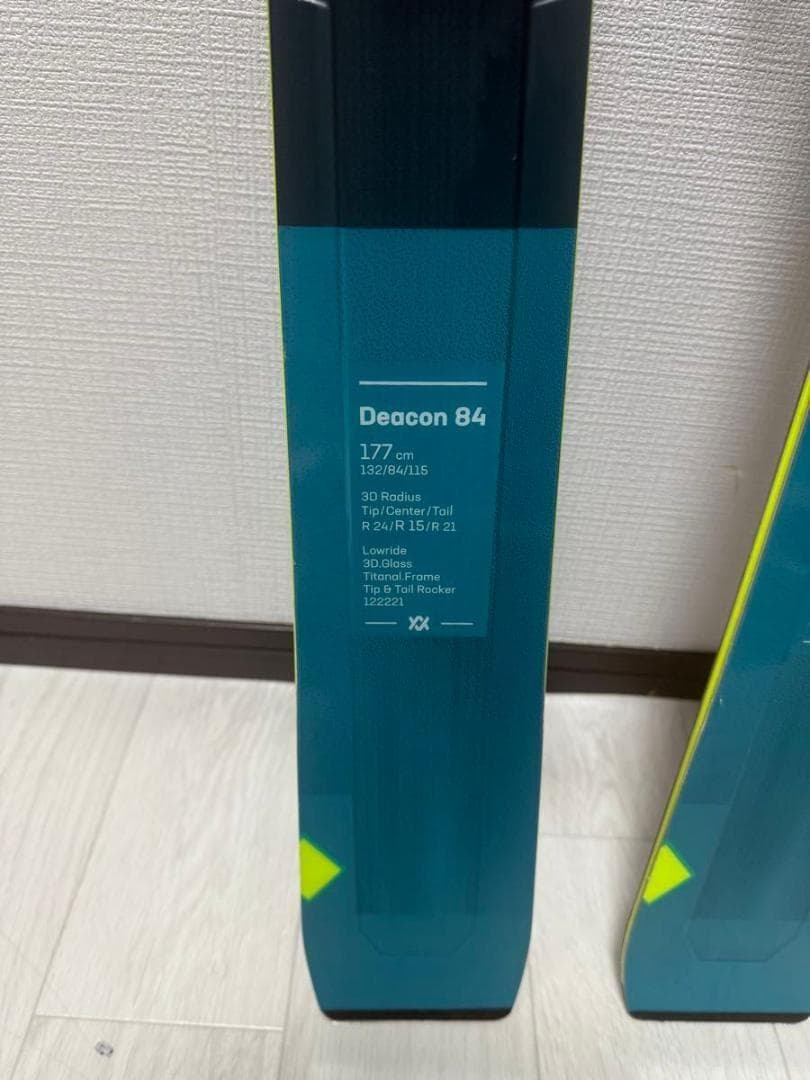 Deacon 84
177 cm
132/84/115
3D Radius
Tip/Center/Tail
R 24/R 15/R 21
Lowride
3D.Glass
Titanal.Frame
Tip & Tail Rocker
122221